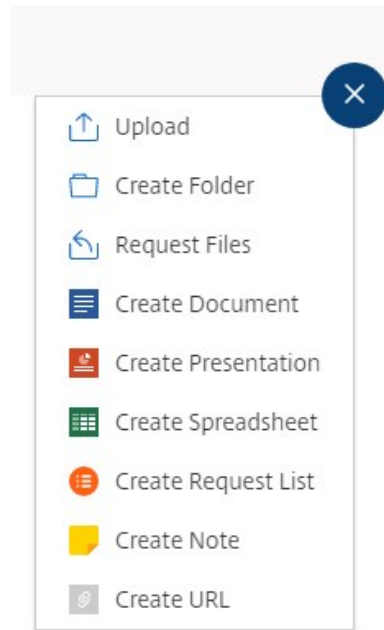 Upload
Create Folder
Request Files
Create Document
Create Presentation
Create Spreadsheet
Create Request List
Create Note
Create URL